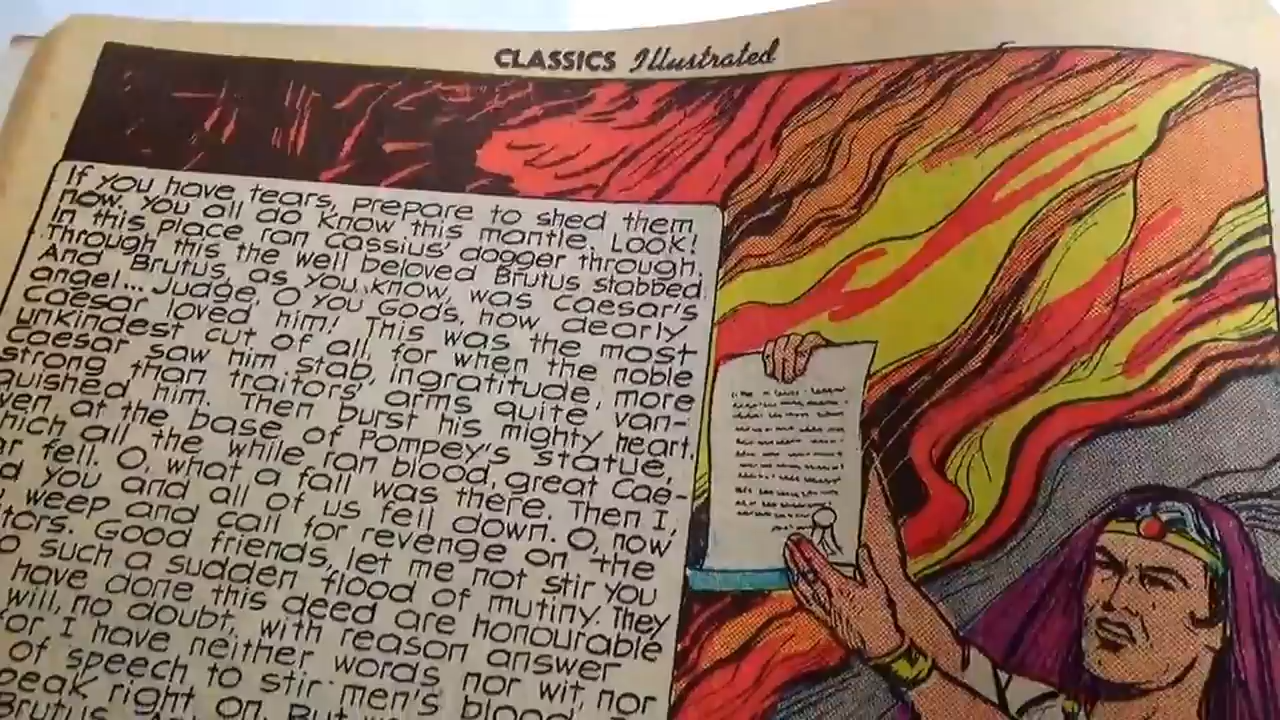 CLASSICS Illustrated
If you have tears, prepare to shed them
now. You all do know this mantle. Look!
In this place ran Cassius' dagger through.
Through this the well beloved Brutus stabbed.
And Brutus, as you know, was Caesar's
angel... Judge, O you Gods, how dearly
Caesar loved him! This was the most
unkindest cut of all, for when the noble
Caesar saw him stab, ingratitude, more
strong than traitors' arms quite van-
quished him. Then burst his mighty heart.
ven at the base of Pompey's statue,
hich all the while ran blood, great Cae-
ar fell. O, what a fall was there. Then I,
d you and all of us fell down. O, now
weep and call for revenge on the
tors. Good friends, let me not stir you
o such a sudden flood of mutiny. They
have done this deed are honourable
will, no doubt, with reason answer
or I have neither words nor wit, nor
of speech to stir men's blood.
peak right on. But
Brutus,